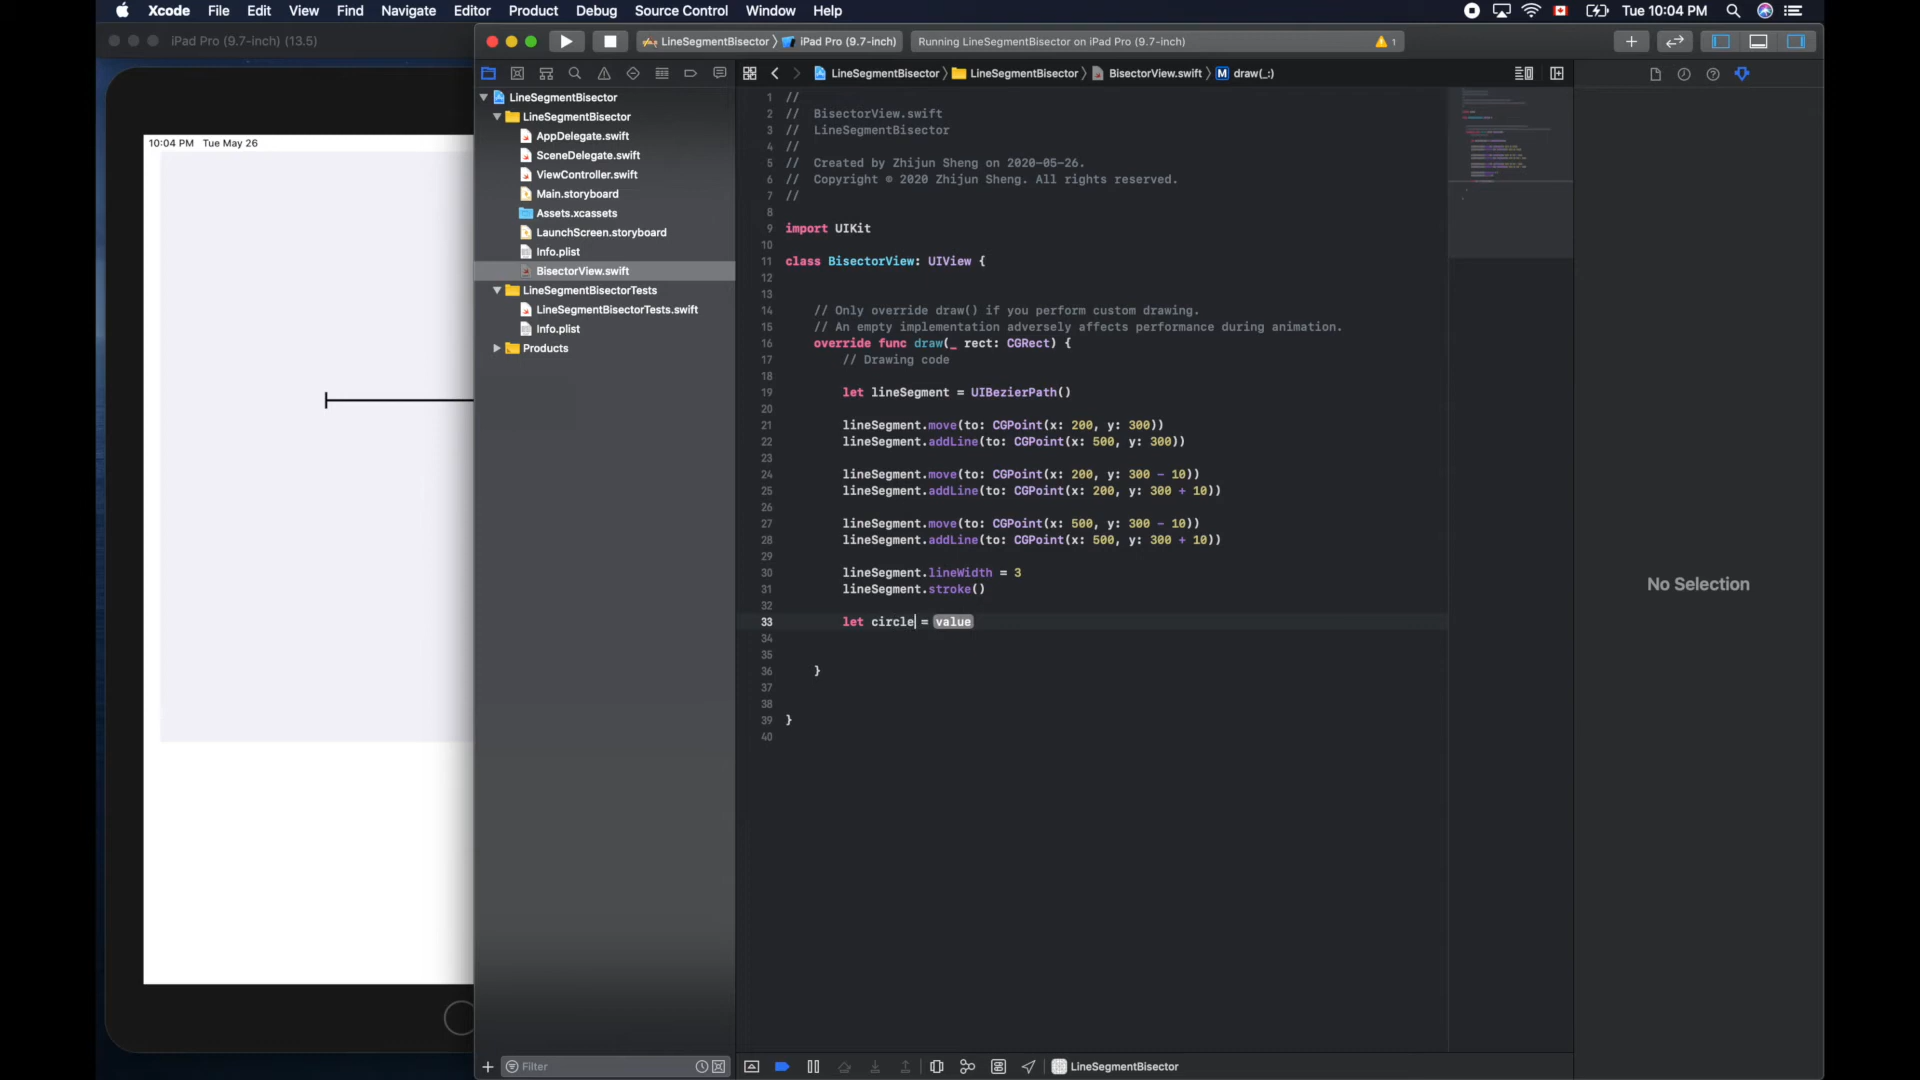 Xcode File Edit View Find Navigate Editor Product Debug Source Control Window Help Tue 10:04 PM
iPad Pro (9.7-inch) (13.5)
LineSegmentBisector iPad Pro (9.7-inch) Running LineSegmentBisector on iPad Pro (9.7-inch) 1
LineSegmentBisector LineSegmentBisector BisectorView.swift M draw(_:)
10:04 PM Tue May 26
LineSegmentBisector
LineSegmentBisector
AppDelegate.swift
SceneDelegate.swift
ViewController.swift
Main.storyboard
Assets.xcassets
LaunchScreen.storyboard
Info.plist
BisectorView.swift
LineSegmentBisectorTests
LineSegmentBisectorTests.swift
Info.plist
Products
Filter
1 //
2 // BisectorView.swift
3 // LineSegmentBisector
4 //
5 // Created by Zhijun Sheng on 2020-05-26.
6 // Copyright © 2020 Zhijun Sheng. All rights reserved.
7 //
8
9 import UIKit
10
11 class BisectorView: UIView {
12
13
14 // Only override draw() if you perform custom drawing.
15 // An empty implementation adversely affects performance during animation.
16 override func draw(_ rect: CGRect) {
17 // Drawing code
18
19 let lineSegment = UIBezierPath()
20
21 lineSegment.move(to: CGPoint(x: 200, y: 300))
22 lineSegment.addLine(to: CGPoint(x: 500, y: 300))
23
24 lineSegment.move(to: CGPoint(x: 200, y: 300 - 10))
25 lineSegment.addLine(to: CGPoint(x: 200, y: 300 + 10))
26
27 lineSegment.move(to: CGPoint(x: 500, y: 300 - 10))
28 lineSegment.addLine(to: CGPoint(x: 500, y: 300 + 10))
29
30 lineSegment.lineWidth = 3
31 lineSegment.stroke()
32
33 let circle = value
34
35
36 }
37
38
39 }
40
No Selection
LineSegmentBisector